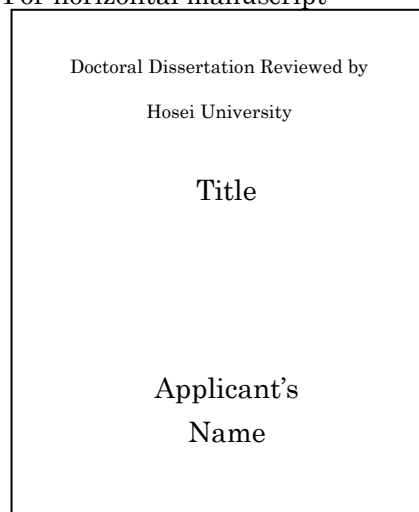 For horizontal manuscript
Doctoral Dissertation Reviewed by
Hosei University
Title
Applicant's
Name